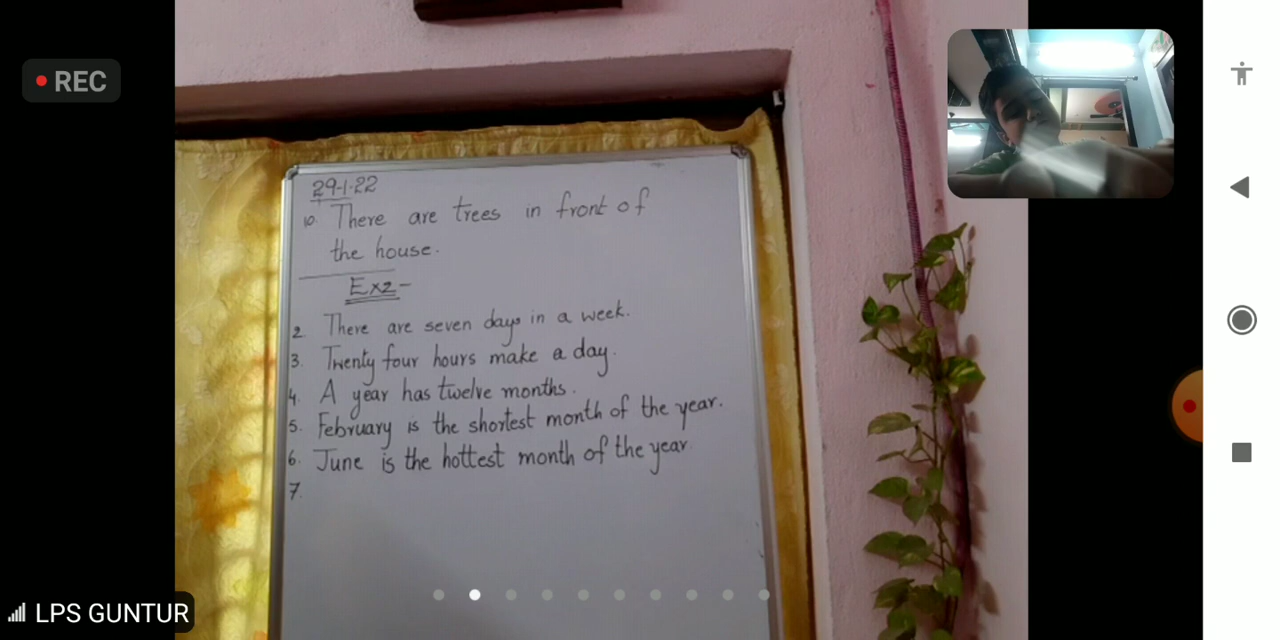 REC
29-1-22
10. There are trees in front of
the house.
Ex2-
2. There are seven days in a week.
3. Twenty four hours make a day.
4. A year has twelve months.
5. February is the shortest month of the year.
6. June is the hottest month of the year.
7.
LPS GUNTUR